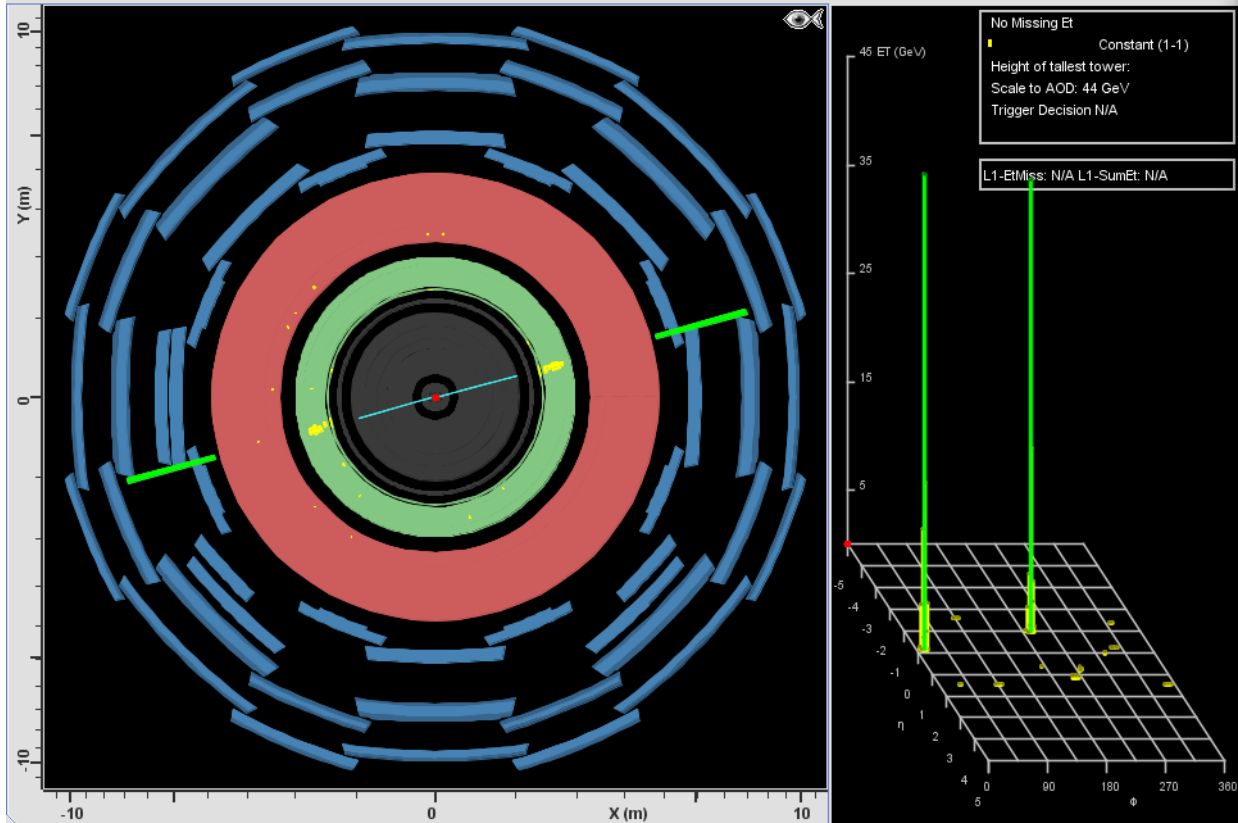 10
Y (m)
0
-10
-10
0
X (m)
10
45 ET (GeV)
35
25
15
5
No Missing Et
Constant (1-1)
Height of tallest tower:
Scale to AOD: 44 GeV
Trigger Decision N/A
L1-EtMiss: N/A L1-SumEt: N/A
-5
-4
-3
-2
-1
0
1
2
3
4
5
η
0
90
180
270
360
Φ